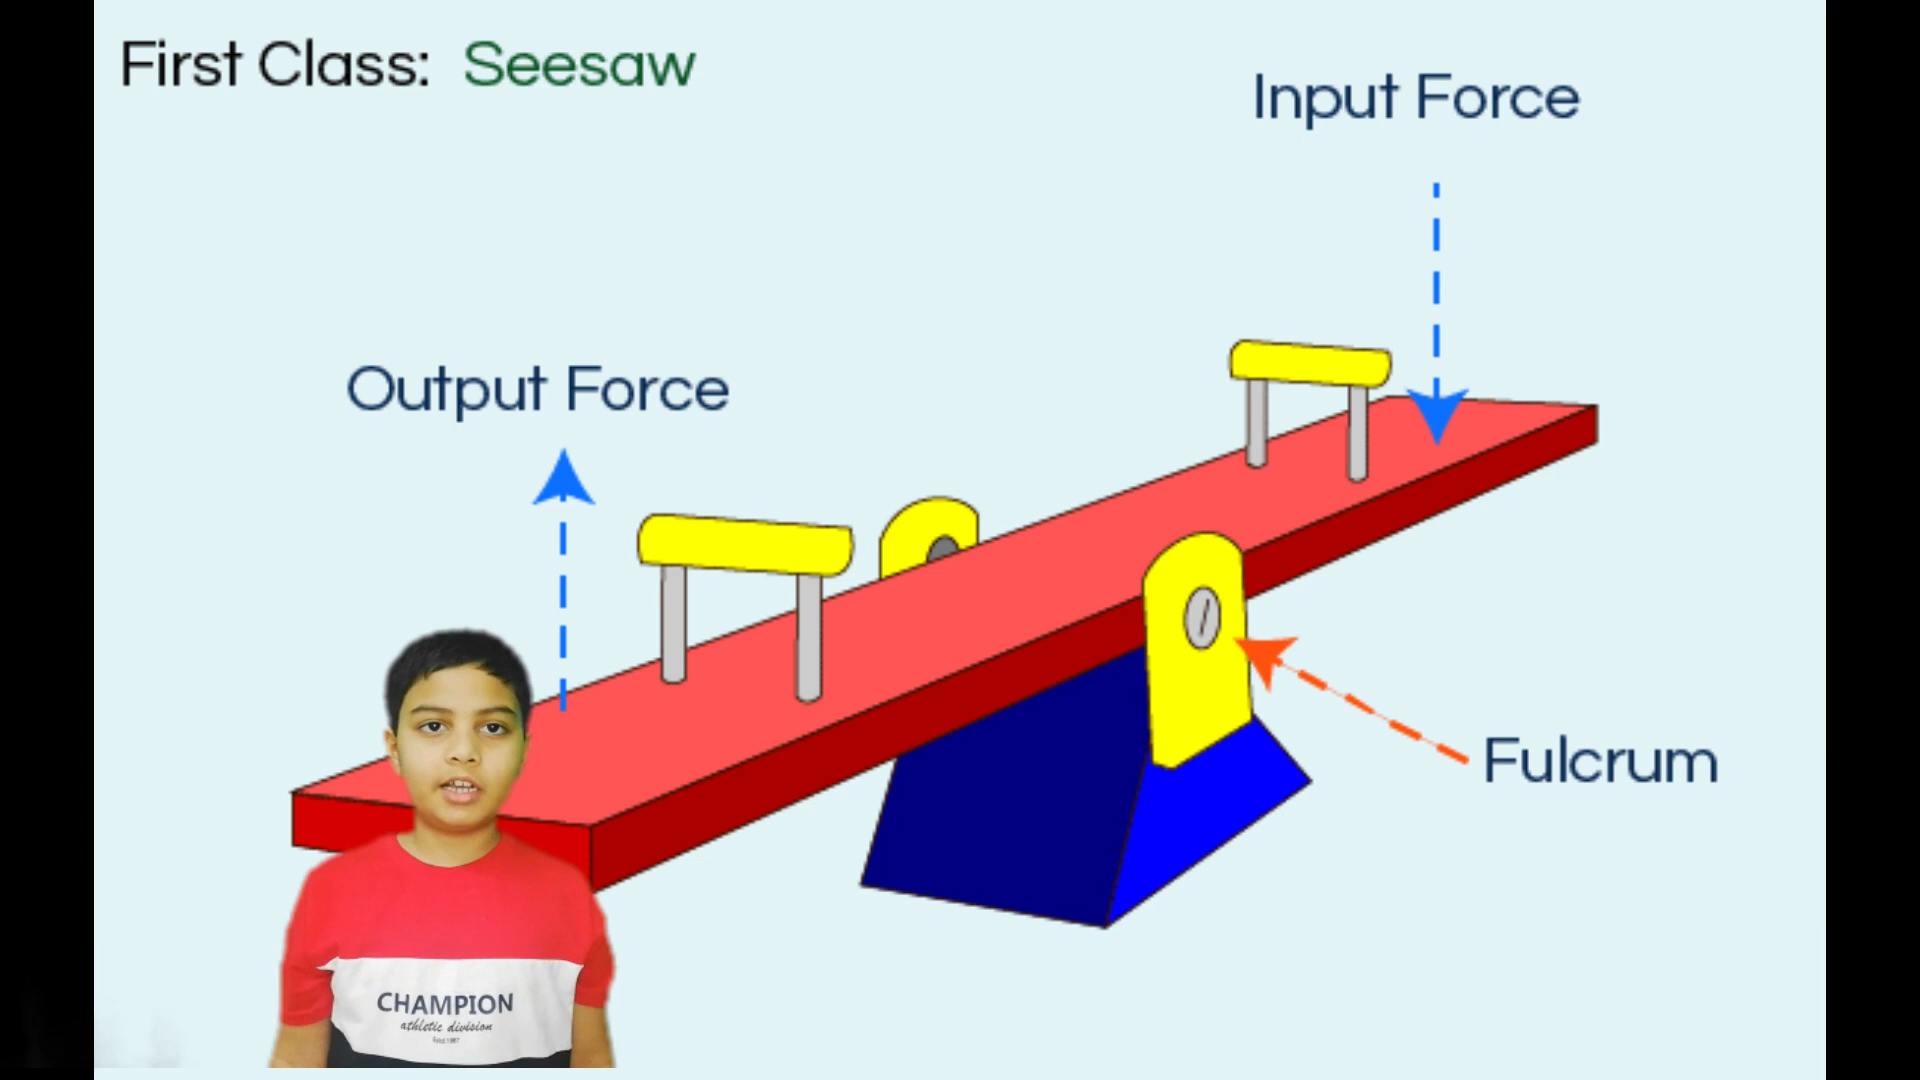 First Class: Seesaw
Input Force
Output Force
Fulcrum
CHAMPION
athletic division